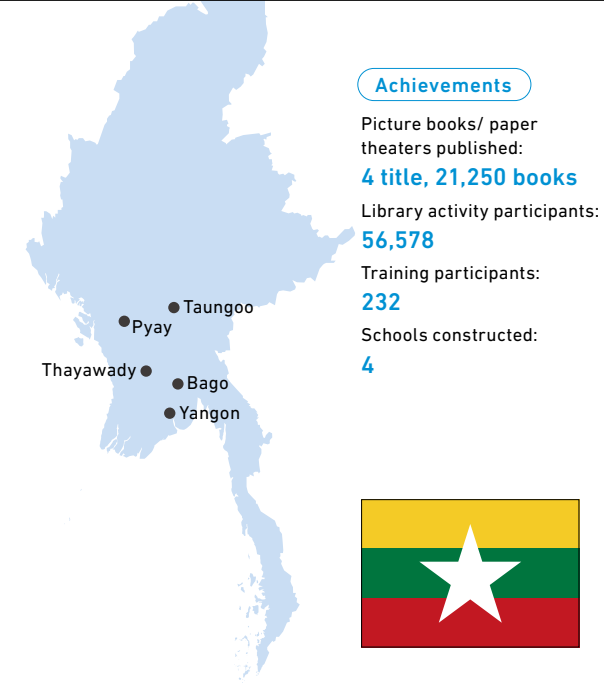 Achievements
Picture books/ paper
theaters published:
4 title, 21,250 books
Library activity participants:
56,578
Training participants:
232
Schools constructed:
4
Taungoo
Pyay
Thayawady
Bago
Yangon